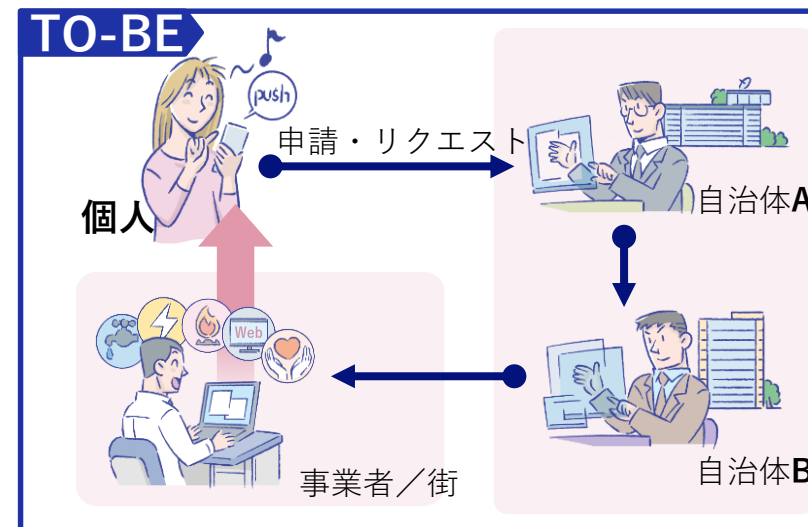 TO-BE
push
申請・リクエスト
個人
自治体A
Web
事業者／街
自治体B